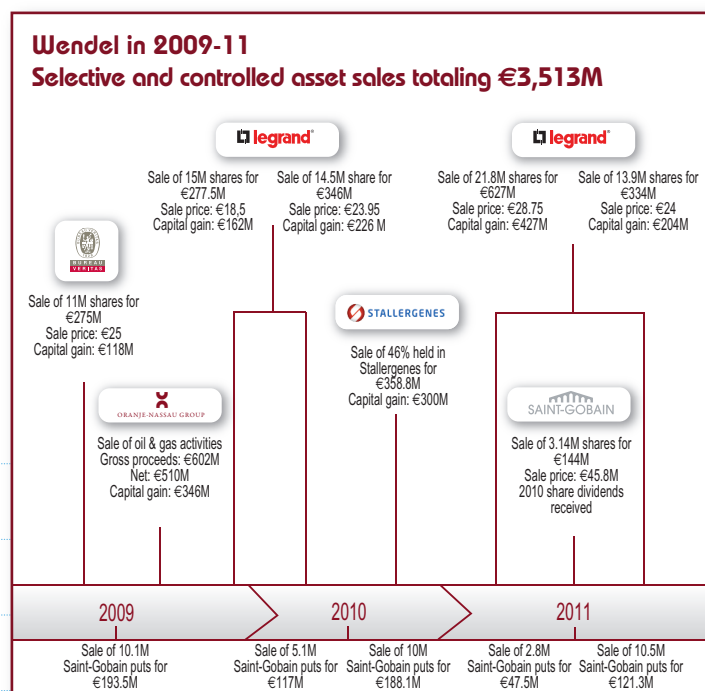 Wendel in 2009-11
Selective and controlled asset sales totaling €3,513M
legrand®
Sale of 15M shares for
€277.5M
Sale price: €18,5
Capital gain: €162M
Sale of 14.5M share for
€346M
Sale price: €23.95
Capital gain: €226 M
legrand®
Sale of 21.8M shares for
€627M
Sale price: €28.75
Capital gain: €427M
Sale of 13.9M shares for
€334M
Sale price: €24
Capital gain: €204M
BUREAU
VERITAS
Sale of 11M shares for
€275M
Sale price: €25
Capital gain: €118M
STALLERGENES
Sale of 46% held in
Stallergenes for
€358.8M
Capital gain: €300M
ORANJE-NASSAU GROUP
Sale of oil & gas activities
Gross proceeds: €602M
Net: €510M
Capital gain: €346M
SAINT-GOBAIN
Sale of 3.14M shares for
€144M
Sale price: €45.8M
2010 share dividends
received
2009
2010
2011
Sale of 10.1M
Saint-Gobain puts for
€193.5M
Sale of 5.1M
Saint-Gobain puts for
€117M
Sale of 10M
Saint-Gobain puts for
€188.1M
Sale of 2.8M
Saint-Gobain puts for
€47.5M
Sale of 10.5M
Saint-Gobain puts for
€121.3M